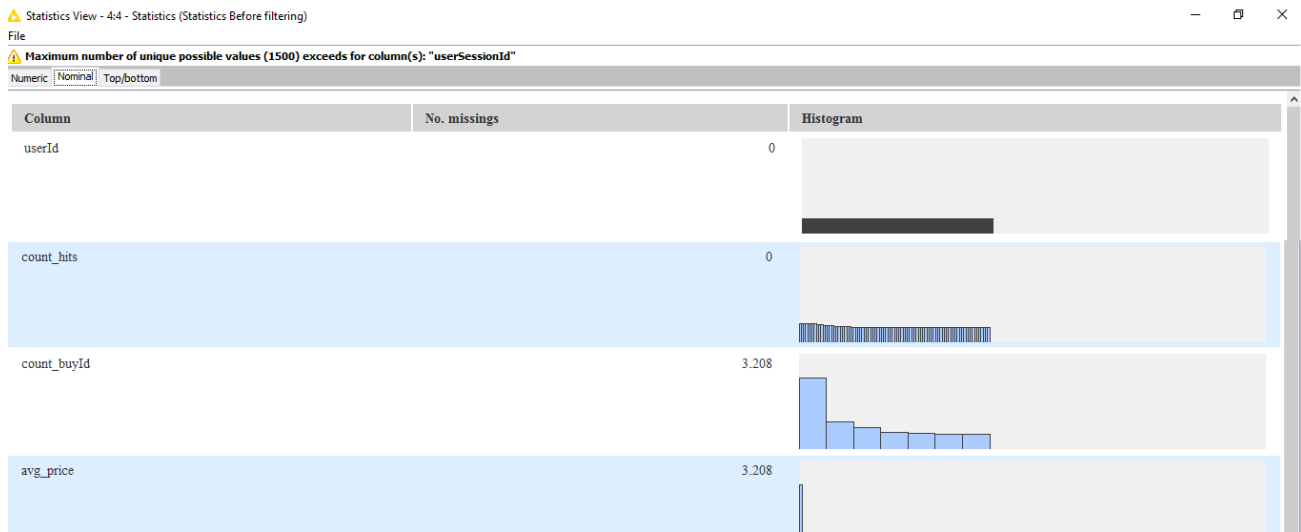 Statistics View - 4:4 - Statistics (Statistics Before filtering)
File
Maximum number of unique possible values (1500) exceeds for column(s): "userSessionId"
Numeric Nominal Top/bottom
Column No. missings Histogram
userId 0
count_hits 0
count_buyId 3.208
avg_price 3.208